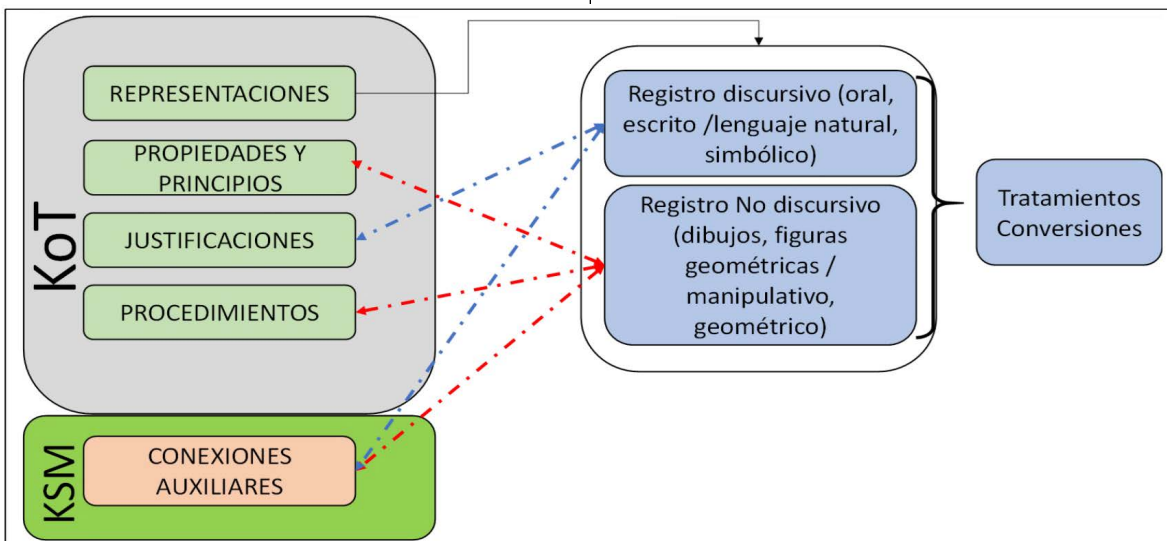 KoT
REPRESENTACIONES
PROPIEDADES Y
PRINCIPIOS
JUSTIFICACIONES
PROCEDIMIENTOS
KSM
CONEXIONES
AUXILIARES
Registro discursivo (oral,
escrito /lenguaje natural,
simbólico)
Registro No discursivo
(dibujos, figuras
geométricas /
manipulativo,
geométrico)
Tratamientos
Conversiones